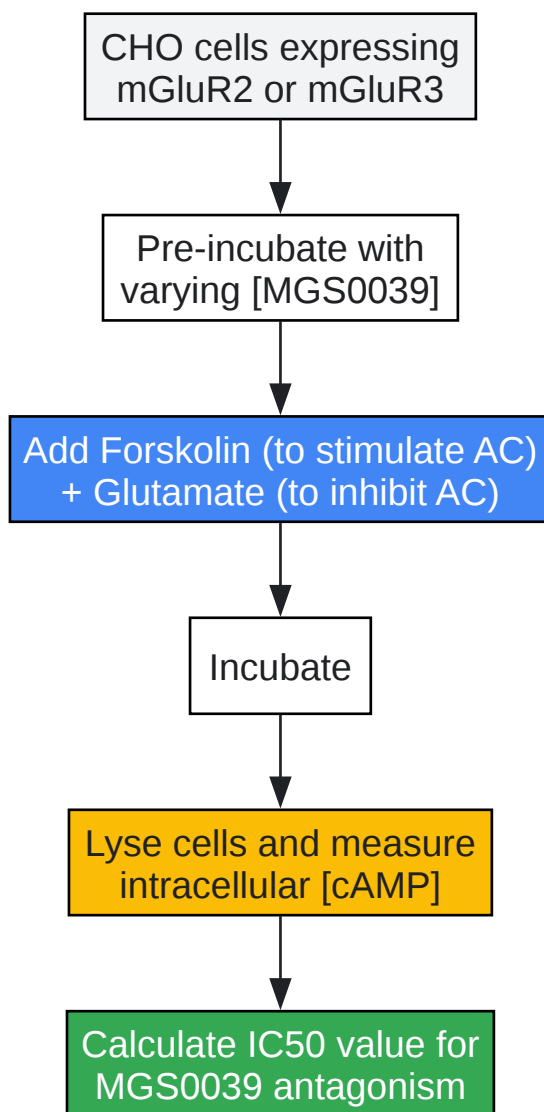 CHO cells expressing
mGluR2 or mGluR3
Pre-incubate with
varying [MGS0039]
Add Forskolin (to stimulate AC)
+ Glutamate (to inhibit AC)
Incubate
Lyse cells and measure
intracellular [cAMP]
Calculate IC50 value for
MGS0039 antagonism